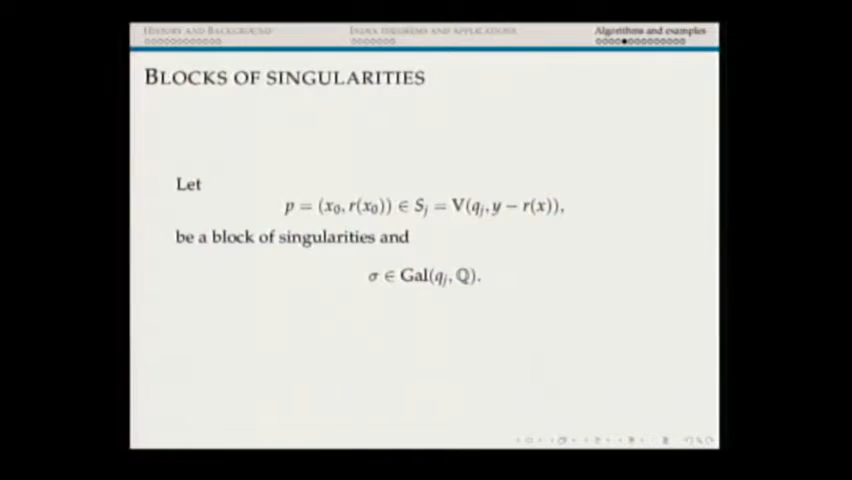 HISTORY AND BACKGROUND
INDIA THEOREMS AND APPLICATIONS
Algorithms and examples
BLOCKS OF SINGULARITIES
Let
p = (x₀, r(x₀)) ∈ Sⱼ = V(qⱼ, y − r(x)),
be a block of singularities and
σ ∈ Gal(qⱼ, ℚ).